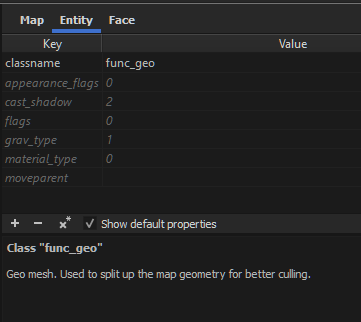 Map Entity Face
Key Value
classname func_geo
appearance_flags 0
cast_shadow 2
flags 0
grav_type 1
material_type 0
moveparent
+ − x* ✓ Show default properties
Class "func_geo"
Geo mesh. Used to split up the map geometry for better culling.